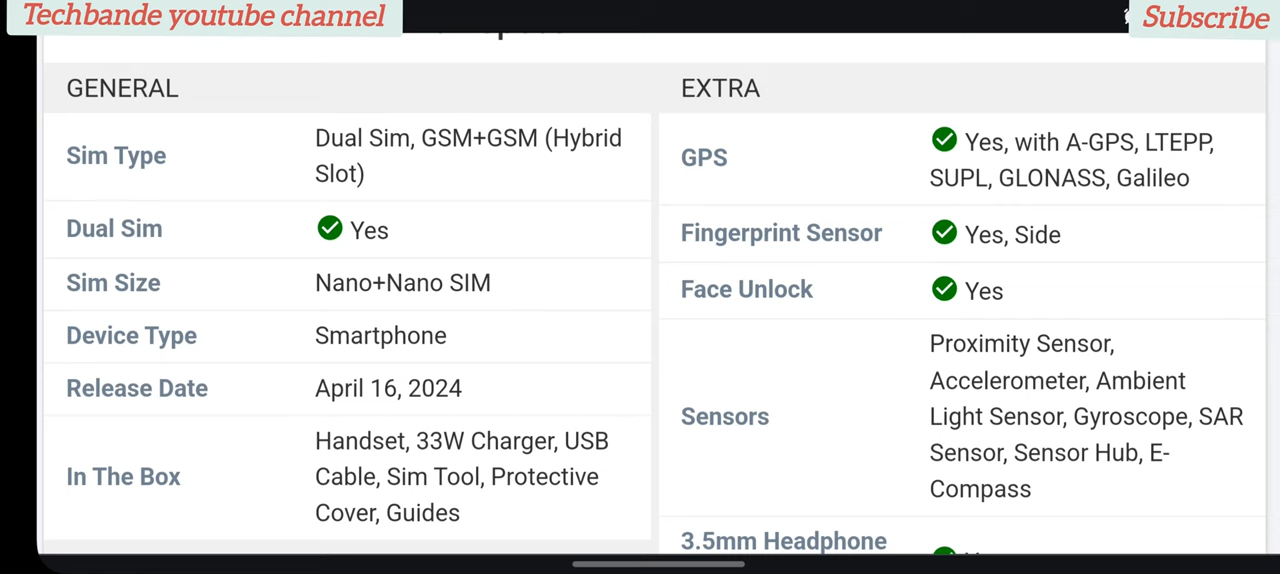 Techbande youtube channel
Subscribe
GENERAL
Sim Type
Dual Sim, GSM+GSM (Hybrid
Slot)
Dual Sim
Yes
Sim Size
Nano+Nano SIM
Device Type
Smartphone
Release Date
April 16, 2024
In The Box
Handset, 33W Charger, USB
Cable, Sim Tool, Protective
Cover, Guides
EXTRA
GPS
Yes, with A-GPS, LTEPP,
SUPL, GLONASS, Galileo
Fingerprint Sensor
Yes, Side
Face Unlock
Yes
Sensors
Proximity Sensor,
Accelerometer, Ambient
Light Sensor, Gyroscope, SAR
Sensor, Sensor Hub, E-
Compass
3.5mm Headphone